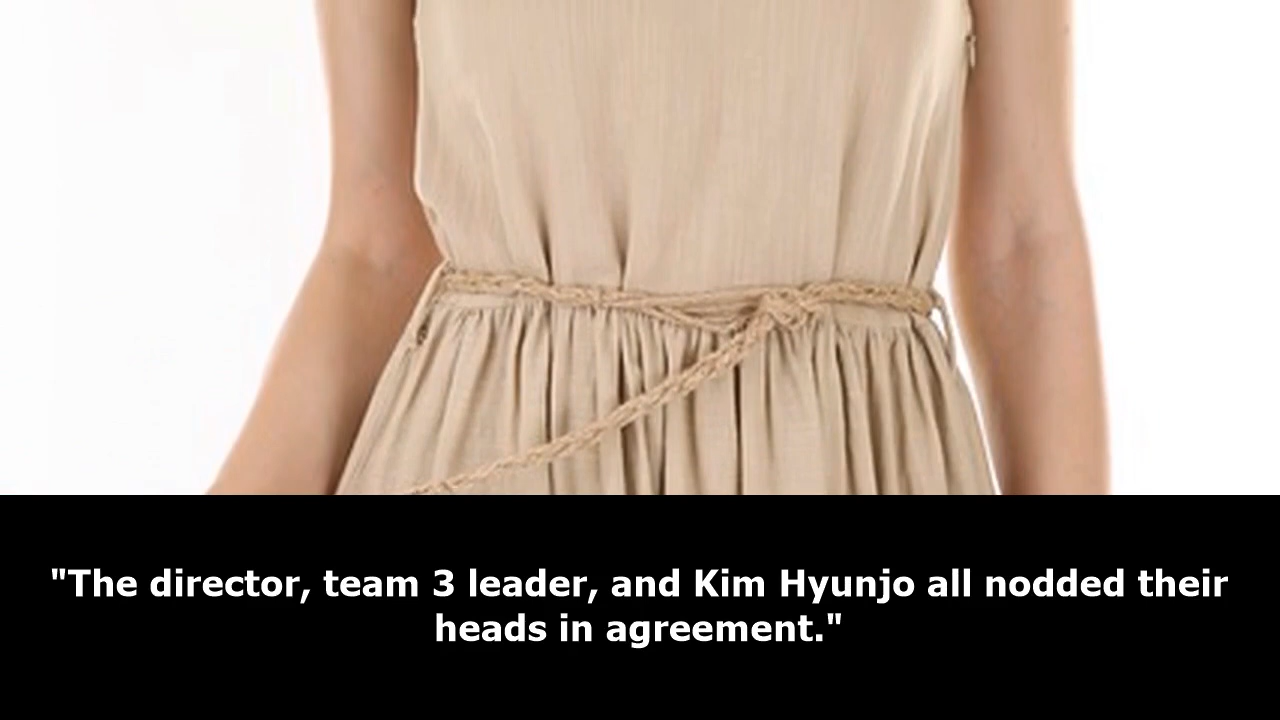 "The director, team 3 leader, and Kim Hyunjo all nodded their
heads in agreement."